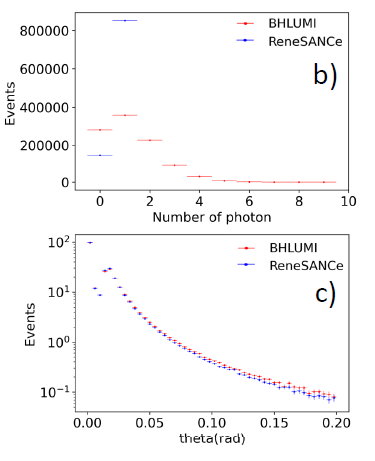 BHLUMI
ReneSANCe
b)
800000
600000
400000
200000
0
Events
0 2 4 6 8 10
Number of photon
BHLUMI
ReneSANCe
c)
10²
10¹
10⁰
10⁻¹
Events
0.00 0.05 0.10 0.15 0.20
theta(rad)